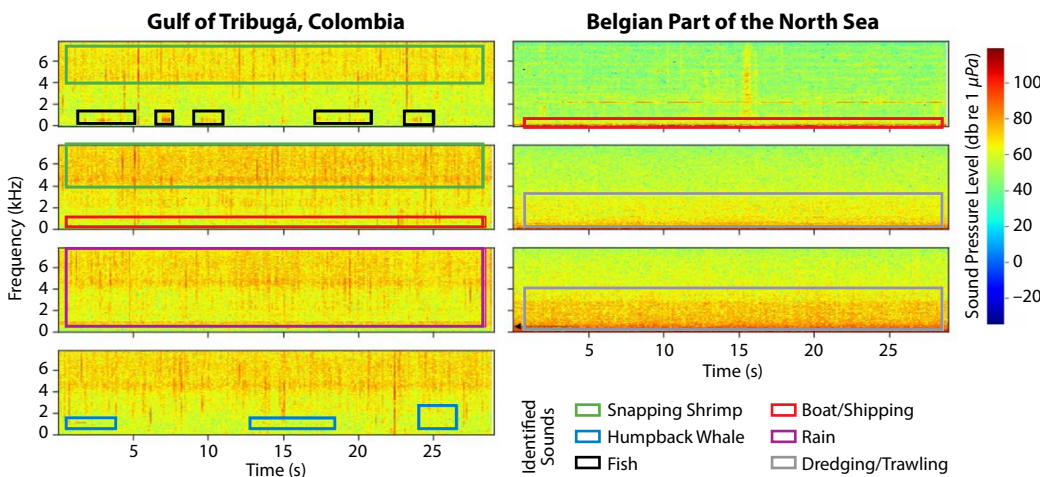 Gulf of Tribugá, Colombia
Belgian Part of the North Sea
Frequency (kHz)
6
4
2
0
6
4
2
0
6
4
2
0
6
4
2
0
5
10
15
20
25
Time (s)
5
10
15
20
25
Time (s)
100
80
60
40
20
0
−20
Sound Pressure Level (db re 1 µPa)
Identified
Sounds
Snapping Shrimp
Humpback Whale
Fish
Boat/Shipping
Rain
Dredging/Trawling